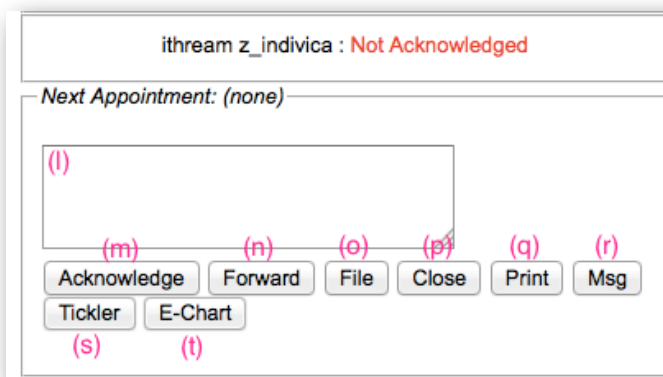 ithream z_indivica : Not Acknowledged
Next Appointment: (none)
(l)
(m) (n) (o) (p) (q) (r)
Acknowledge Forward File Close Print Msg
Tickler E-Chart
(s) (t)